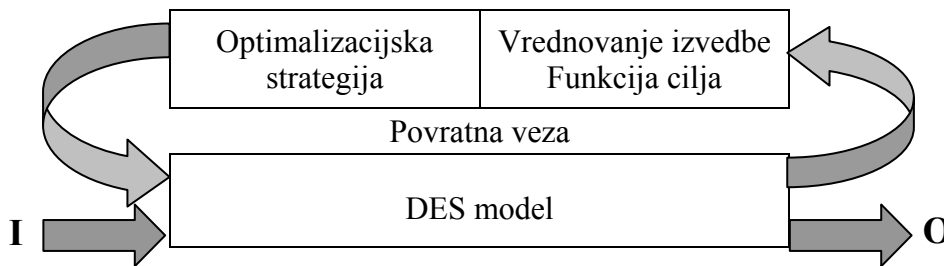 Optimalizacijska
strategija
Vrednovanje izvedbe
Funkcija cilja
Povratna veza
DES model
I
O